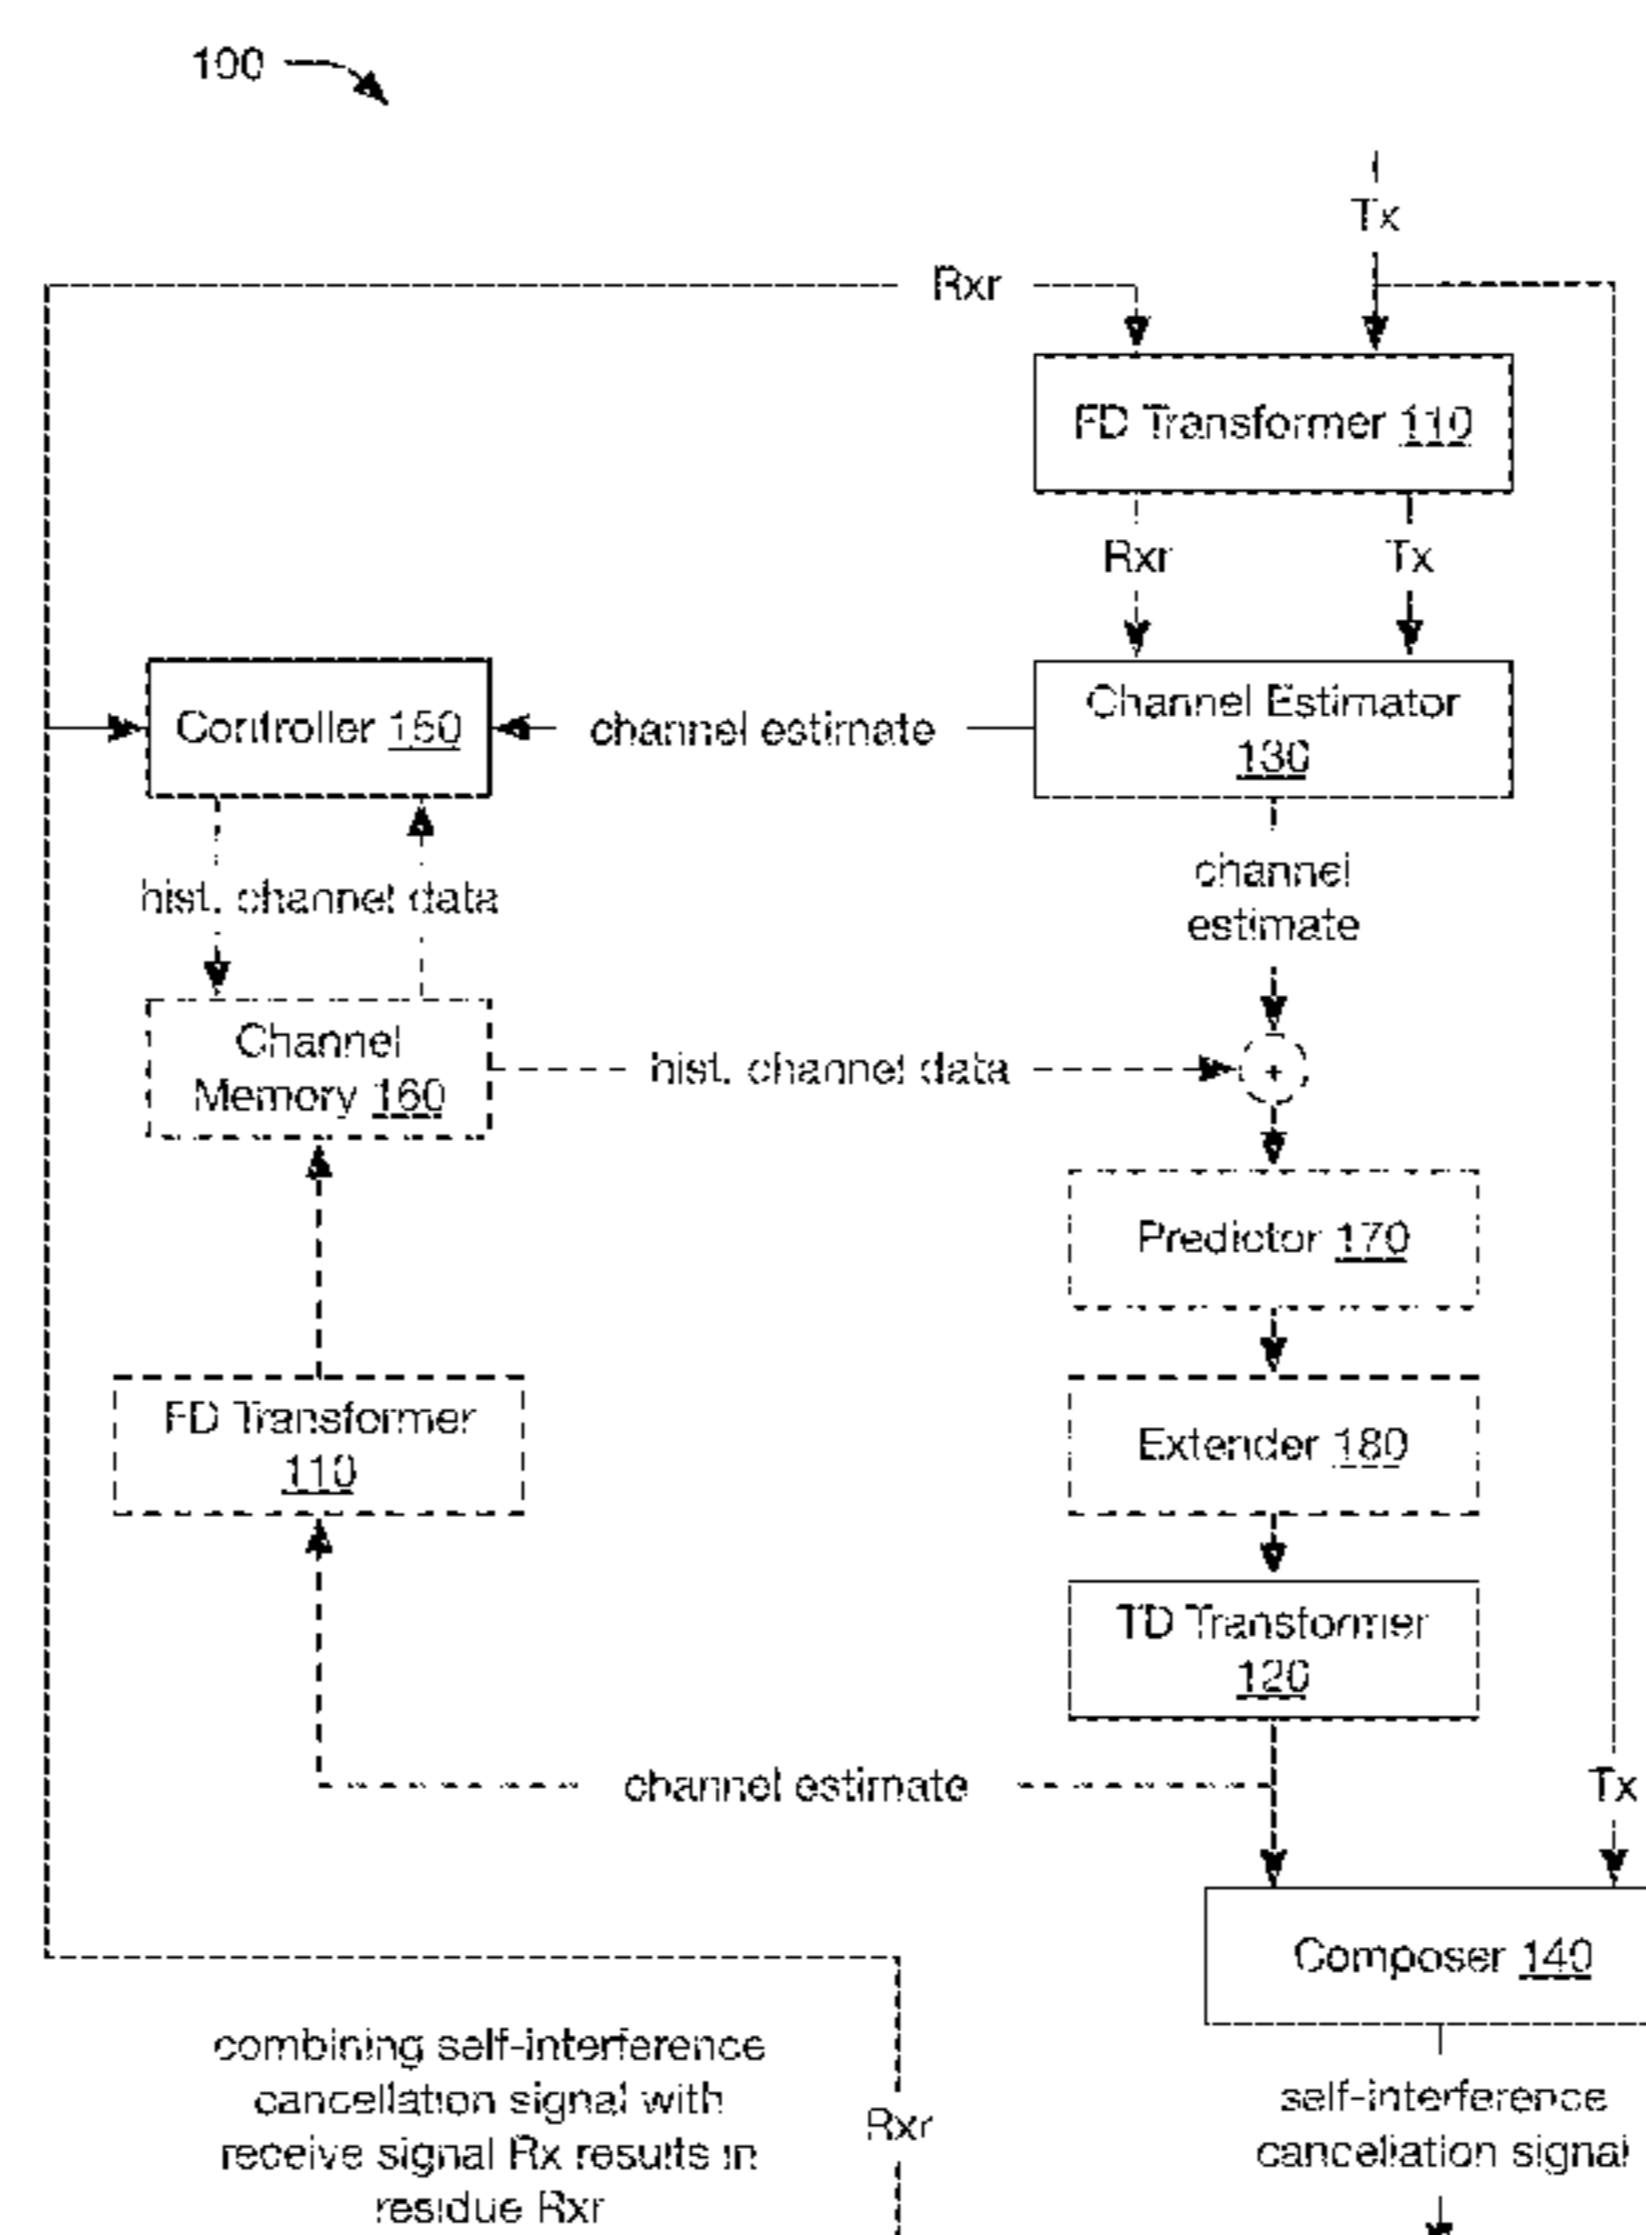 100
Tx
Rxr
FD Transformer 110
Rxr
Tx
Controller 150
channel estimate
Channel Estimator
130
hist. channel data
channel
estimate
Channel
Memory 160
hist. channel data
+
Predictor 170
FD Transformer
110
Extender 180
TD Transformer
120
channel estimate
Tx
Composer 140
combining self-interference
cancellation signal with
receive signal Rx results in
residue Rxr
Rxr
self-interference
cancellation signal